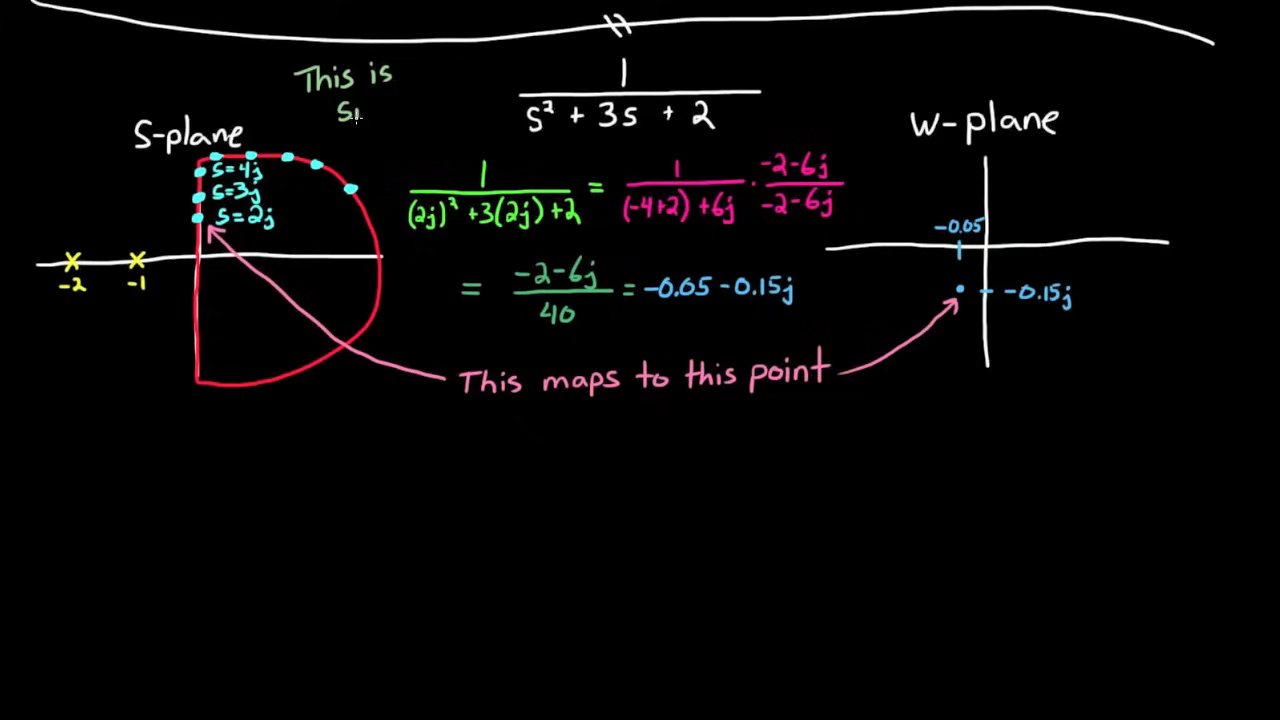 This is
s
1
s² + 3s + 2
S-plane
W-plane
s=4j
s=3j
s=2j
-2
-1
1
(2j)² +3(2j) +2
=
1
(-4+2) +6j
·
-2-6j
-2-6j
=
-2-6j
40
= -0.05 - 0.15j
-0.05
-0.15j
This maps to this point